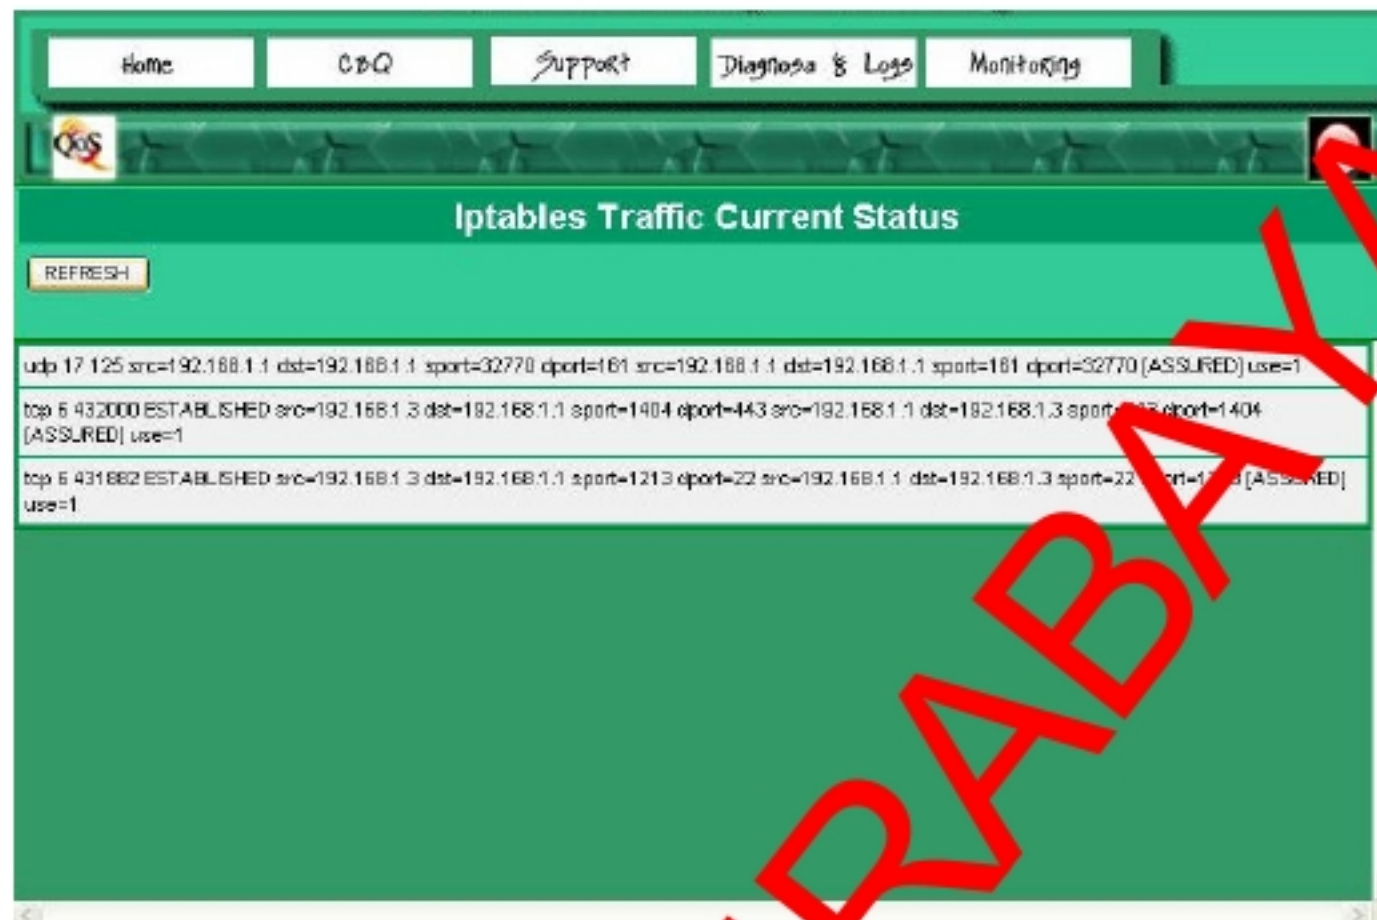 Home CBQ Support Diagnosa & Logs Monitoring
QoS
Iptables Traffic Current Status
REFRESH
udp 17 125 src=192.168.1.1 dst=192.168.1.1 sport=32770 dport=161 src=192.168.1.1 dst=192.168.1.1 sport=161 dport=32770 [ASSURED] use=1
tcp 6 432000 ESTABLISHED src=192.168.1.3 dst=192.168.1.1 sport=1404 dport=443 src=192.168.1.1 dst=192.168.1.3 dport=1404
[ASSURED] use=1
tcp 6 431882 ESTABLISHED src=192.168.1.3 dst=192.168.1.1 sport=1213 dport=22 src=192.168.1.1 dst=192.168.1.3 sport=22
use=1
RABAYA